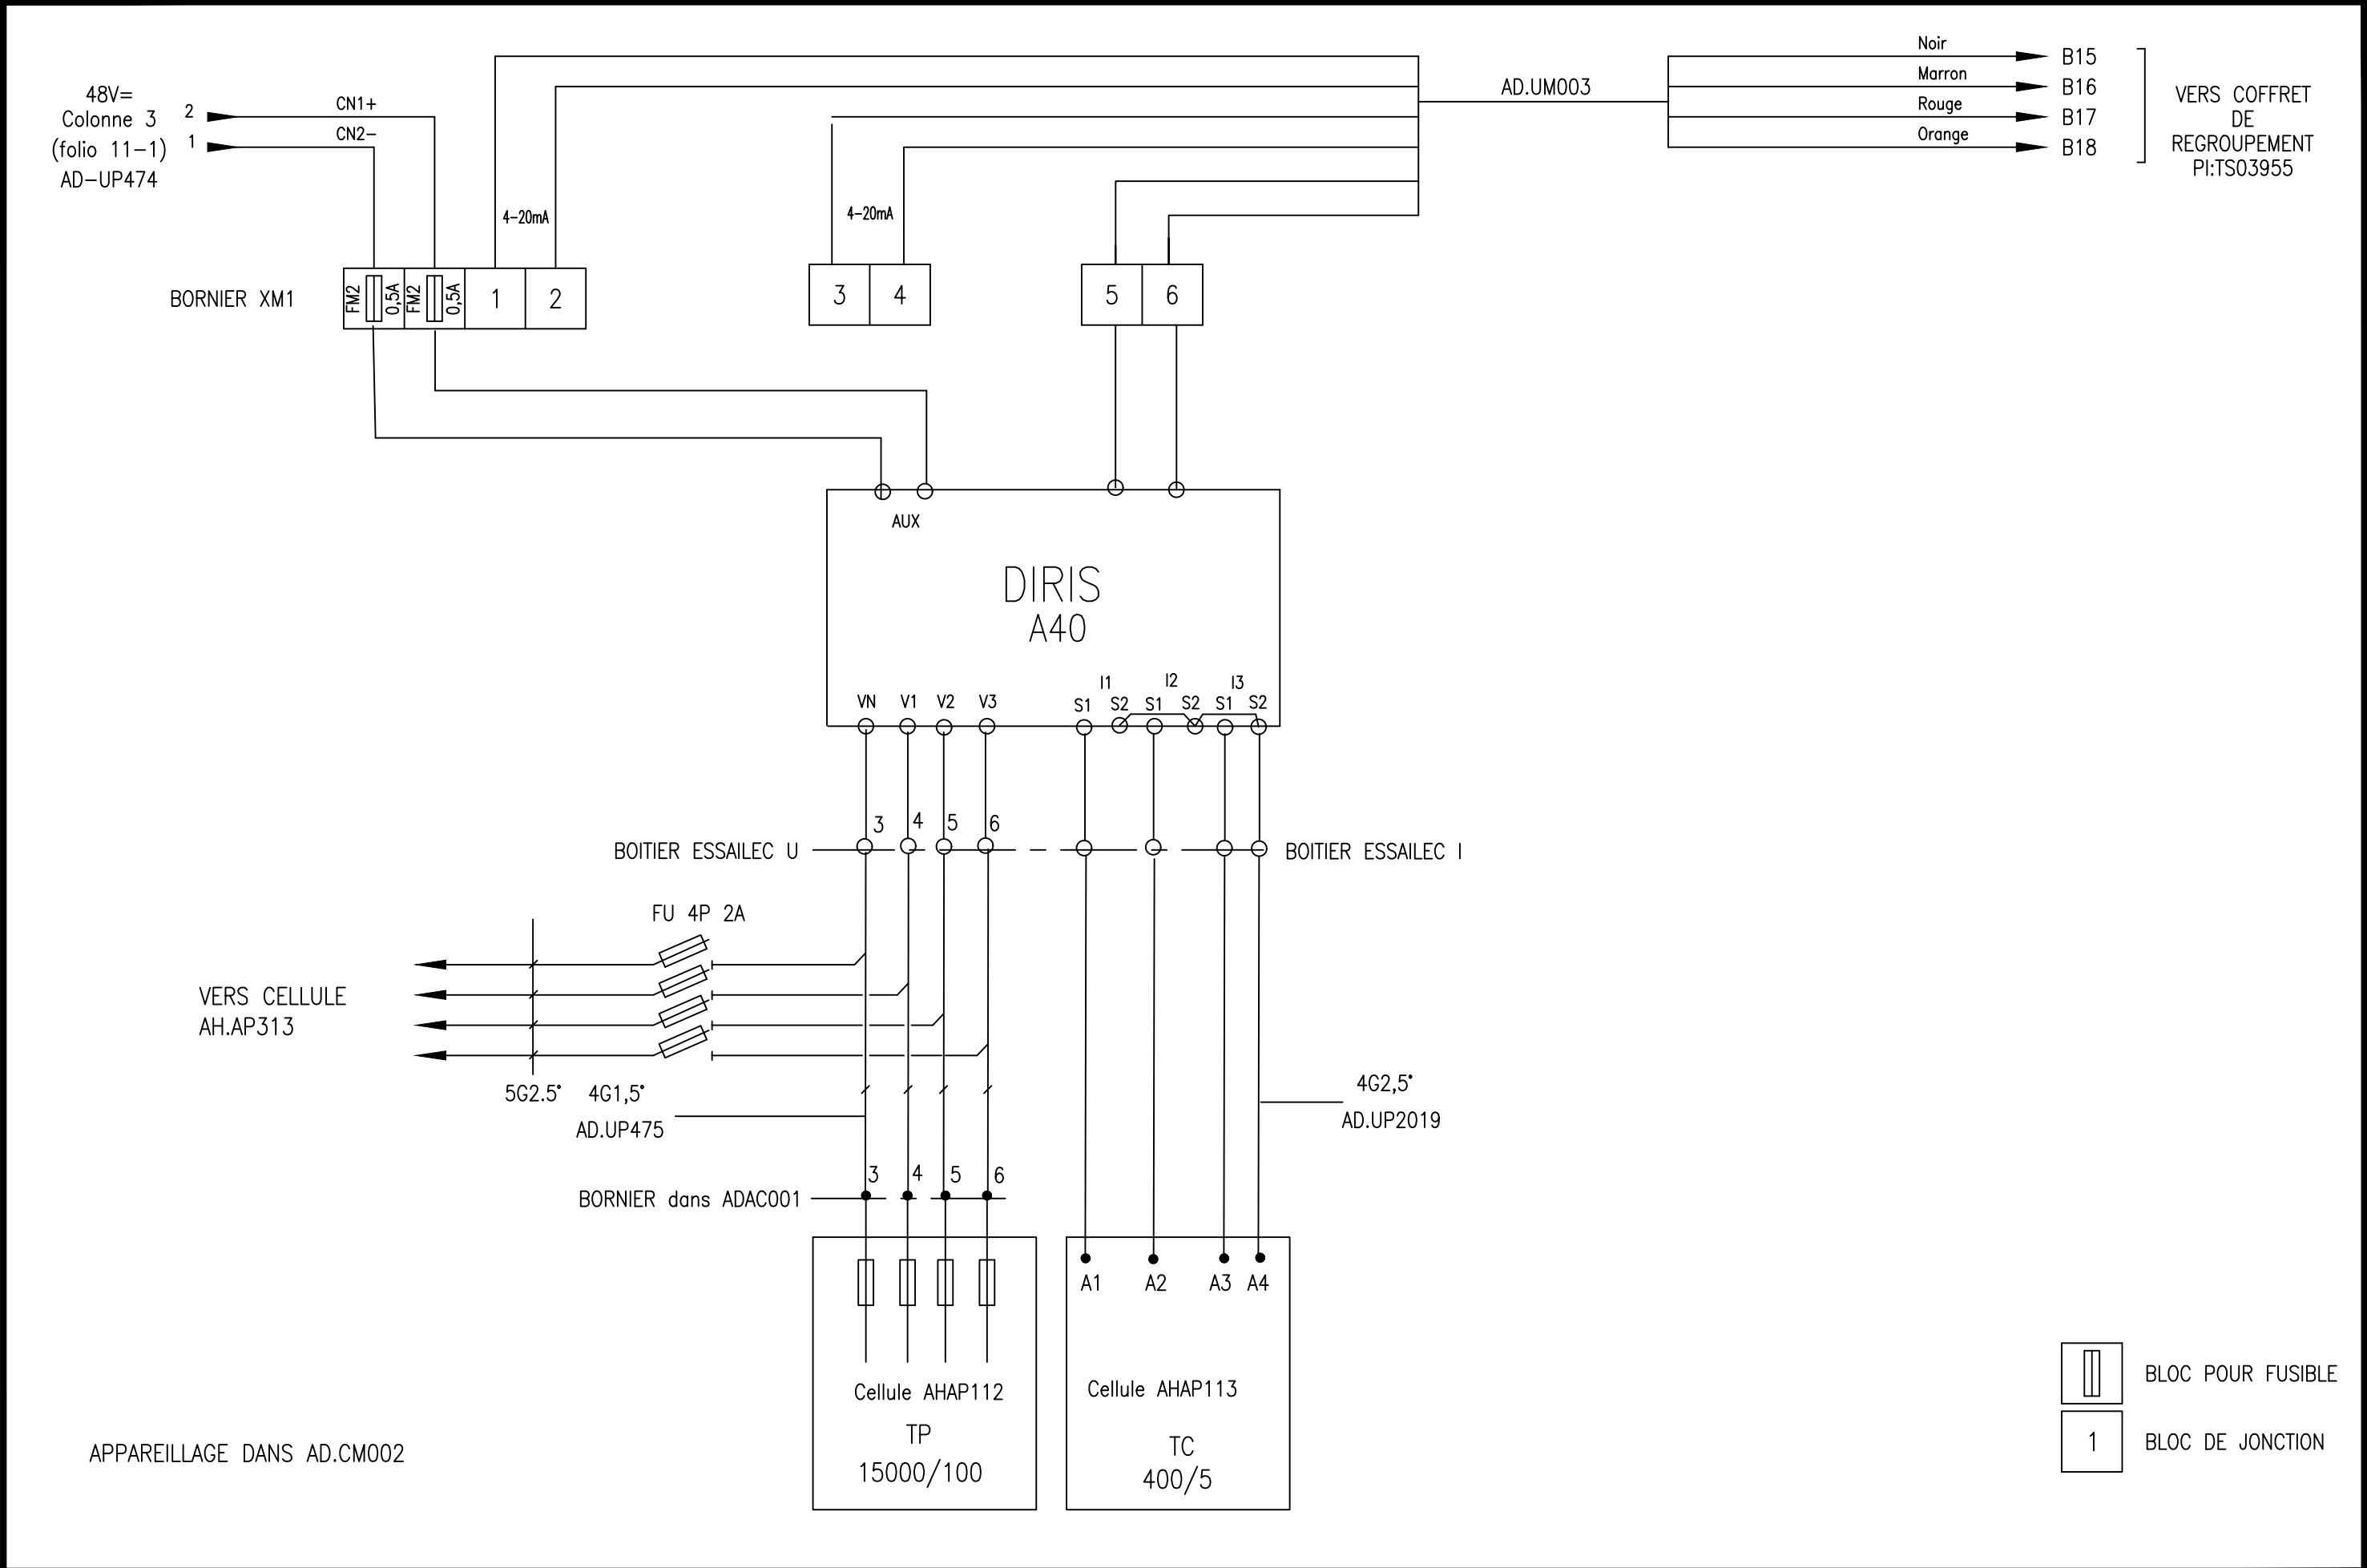 Noir
B15
Marron
B16
Rouge
B17
Orange
B18
VERS COFFRET
DE
REGROUPEMENT
PI:TS03955
AD.UM003
48V=
Colonne 3
(folio 11-1)
AD-UP474
2
1
CN1+
CN2-
4-20mA
4-20mA
BORNIER XM1
FM2
0,5A
FM2
0,5A
1
2
3
4
5
6
AUX
DIRIS
A40
I1
I2
I3
VN
V1
V2
V3
S1
S2
S1
S2
S1
S2
3
4
5
6
BOITIER ESSAILEC U
BOITIER ESSAILEC I
FU 4P 2A
VERS CELLULE
AH.AP313
5G2.5°
4G1,5°
AD.UP475
4G2,5°
AD.UP2019
3
4
5
6
BORNIER dans ADAC001
A1
A2
A3
A4
Cellule AHAP112
TP
15000/100
Cellule AHAP113
TC
400/5
BLOC POUR FUSIBLE
1
BLOC DE JONCTION
APPAREILLAGE DANS AD.CM002